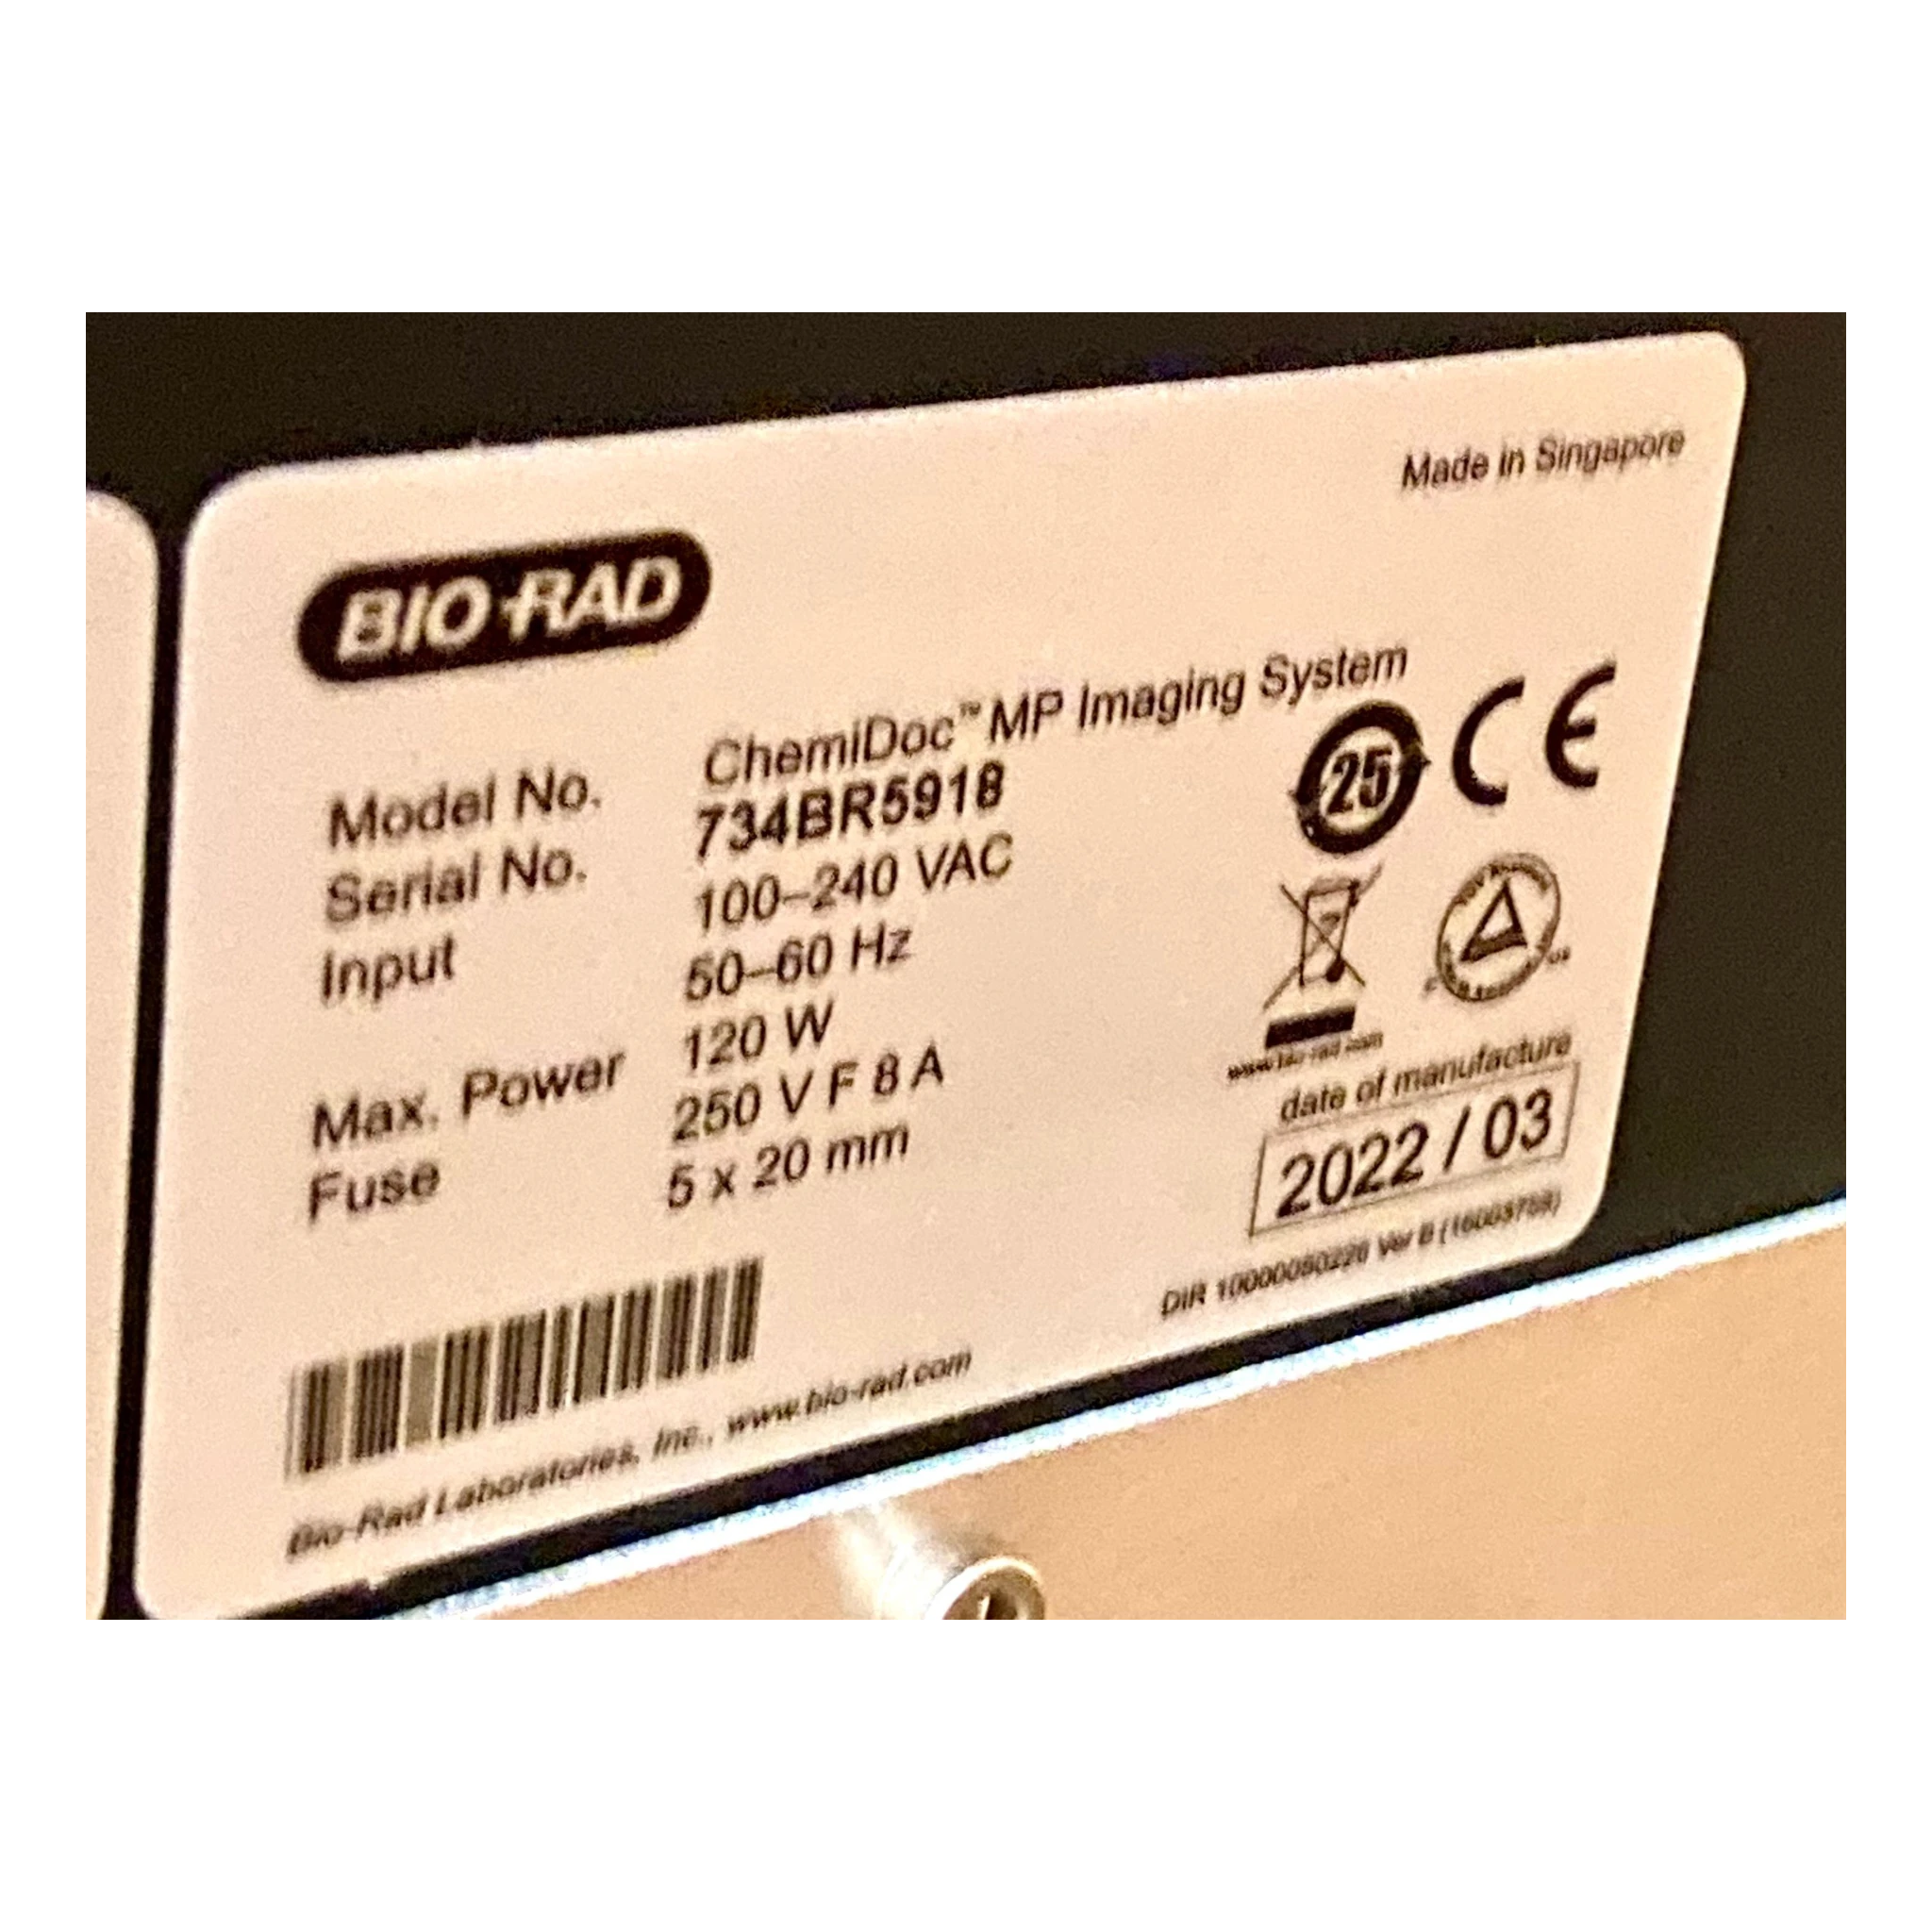 Made in Singapore
BIO-RAD
Model No. ChemiDoc™ MP Imaging System
Serial No. 734BR5918
Input 100–240 VAC
50–60 Hz
120 W
Max. Power 250 V F 8 A
Fuse 5 x 20 mm
25
CE
www.bio-rad.com
date of manufacture
2022 / 03
DIR Ver B
Bio-Rad Laboratories, Inc., www.bio-rad.com